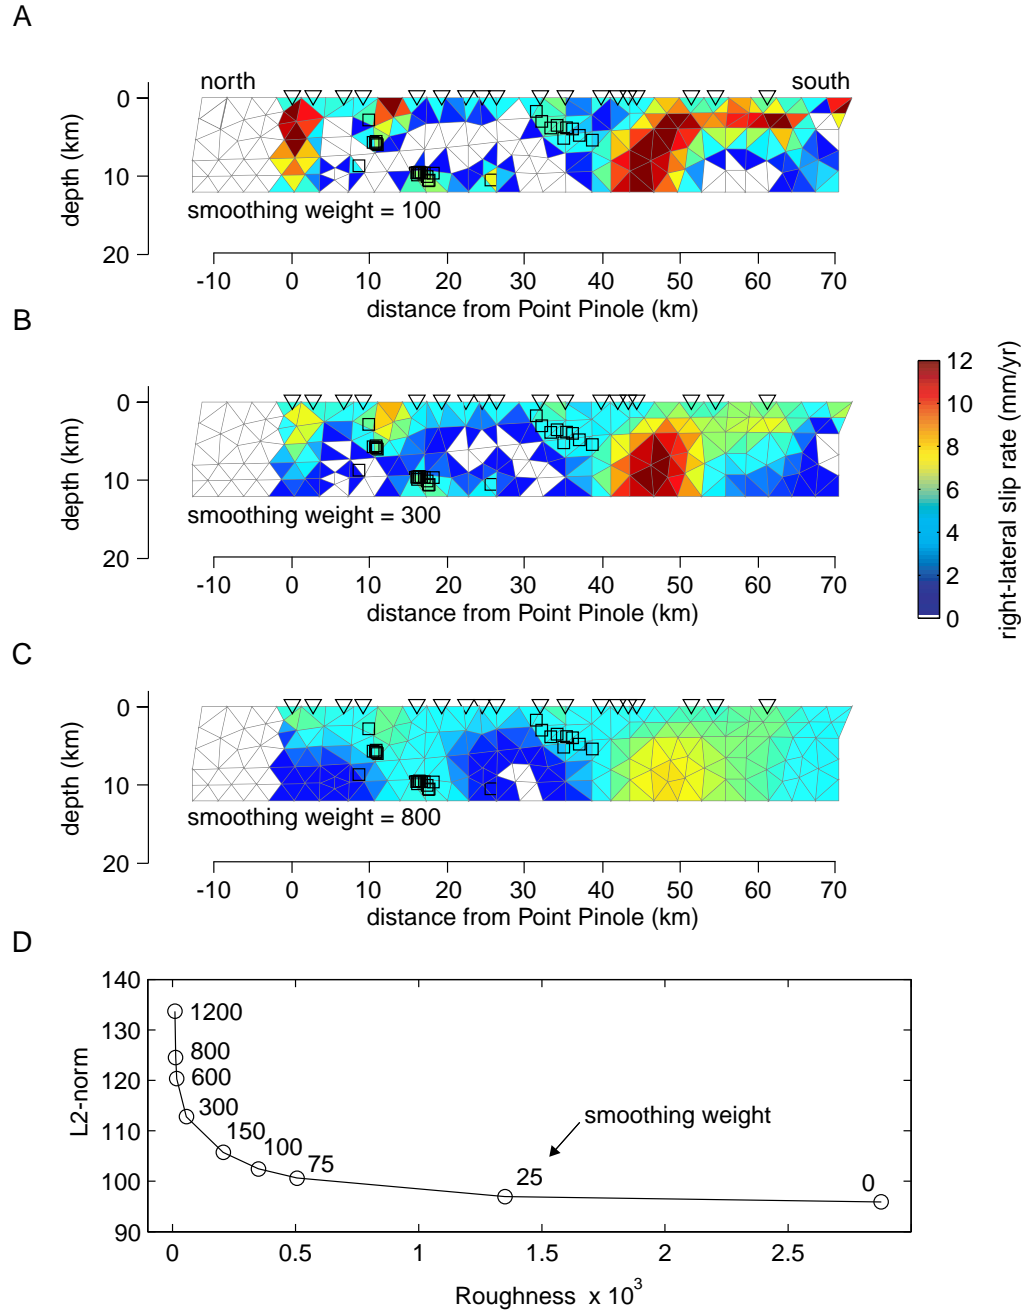 A
north
south
0
10
20
depth (km)
smoothing weight = 100
-10 0 10 20 30 40 50 60 70
distance from Point Pinole (km)
B
0
10
20
depth (km)
smoothing weight = 300
-10 0 10 20 30 40 50 60 70
distance from Point Pinole (km)
12
10
8
6
4
2
0
right-lateral slip rate (mm/yr)
C
0
10
20
depth (km)
smoothing weight = 800
-10 0 10 20 30 40 50 60 70
distance from Point Pinole (km)
D
140
130
120
110
100
90
L2-norm
1200
800
600
300
150
100
75
25
0
smoothing weight
0 0.5 1 1.5 2 2.5
Roughness x 10³